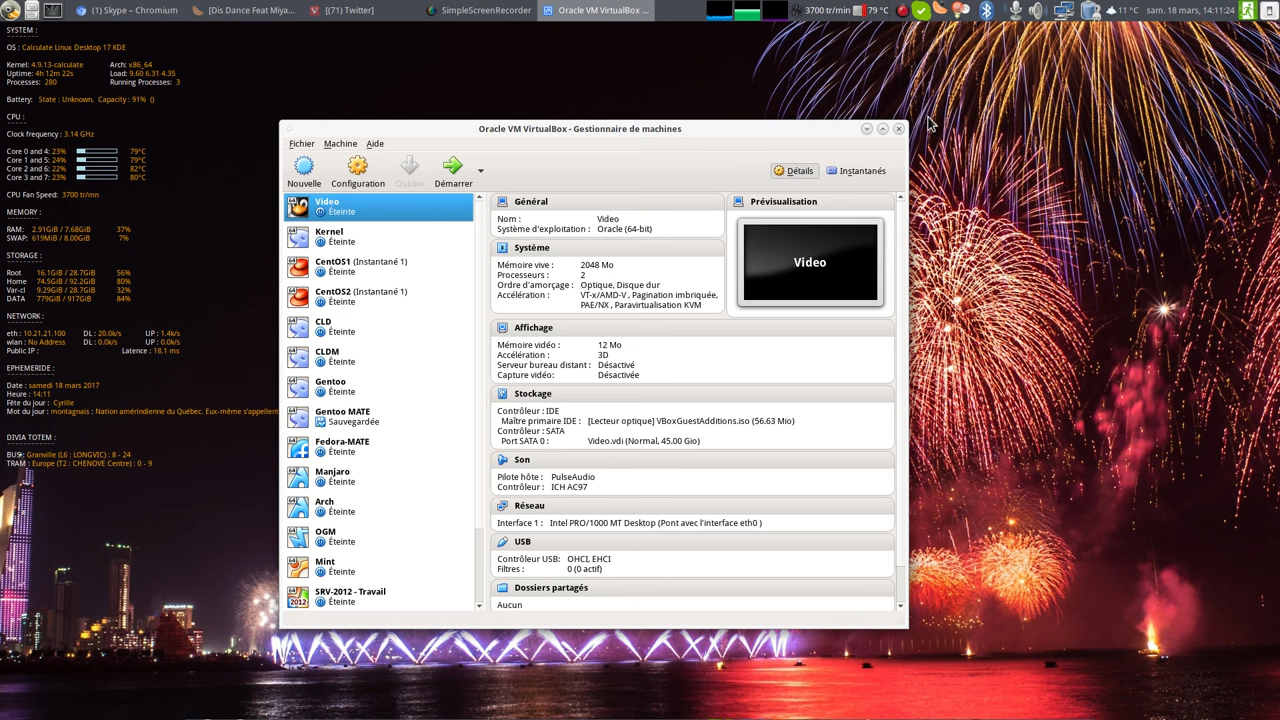 (1) Skype – Chromium
[Dis Dance Feat Miya...
[(71) Twitter]
SimpleScreenRecorder
Oracle VM VirtualBox ...
3700 tr/min
79 °C
11 °C
sam. 18 mars, 14:11:24
SYSTEM :
OS : Calculate Linux Desktop 17 KDE
Kernel: 4.9.13-calculate Arch: x86_64
Uptime: 4h 12m 22s Load: 9.60 6.31 4.35
Processes: 280 Running Processes: 3
Battery: State : Unknown, Capacity : 91% ()
CPU :
Clock frequency : 3.14 GHz
Core 0 and 4: 23% 79°C
Core 1 and 5: 24% 79°C
Core 2 and 6: 22% 82°C
Core 3 and 7: 23% 80°C
CPU Fan Speed: 3700 tr/mn
MEMORY :
RAM: 2.91GiB / 7.68GiB 37%
SWAP: 619MiB / 8.00GiB 7%
STORAGE :
Root 16.1GiB / 28.7GiB 56%
Home 74.5GiB / 92.2GiB 80%
Var-cl 9.29GiB / 28.7GiB 32%
DATA 779GiB / 917GiB 84%
NETWORK :
eth : 10.21.21.100 DL : 20.0k/s UP : 1.4k/s
wlan : No Address DL : 0.0k/s UP : 0.0k/s
Public IP : Latence : 18.1 ms
EPHEMERIDE :
Date : samedi 18 mars 2017
Heure : 14:11
Fête du jour : Cyrille
Mot du jour : montagnais : Nation amérindienne du Québec. Eux-même s'appellent
DIVIA TOTEM :
BUS : Granville (L6 : LONGVIC) : 8 - 24
TRAM : Europe (T2 : CHENOVE Centre) : 0 - 9
Oracle VM VirtualBox - Gestionnaire de machines
Fichier Machine Aide
Nouvelle Configuration Oublier Démarrer
Détails Instantanés
64 Video
Éteinte
64 Kernel
Éteinte
64 CentOS1 (Instantané 1)
Éteinte
64 CentOS2 (Instantané 1)
Éteinte
64 CLD
Éteinte
64 CLDM
Éteinte
64 Gentoo
Éteinte
64 Gentoo MATE
Sauvegardée
64 Fedora-MATE
Éteinte
64 Manjaro
Éteinte
64 Arch
Éteinte
64 OGM
Éteinte
64 Mint
Éteinte
64 2012 SRV-2012 - Travail
Éteinte
Général
Nom : Video
Système d'exploitation : Oracle (64-bit)
Système
Mémoire vive : 2048 Mo
Processeurs : 2
Ordre d'amorçage : Optique, Disque dur
Accélération : VT-x/AMD-V , Pagination imbriquée,
PAE/NX , Paravirtualisation KVM
Prévisualisation
Video
Affichage
Mémoire vidéo : 12 Mo
Accélération : 3D
Serveur bureau distant : Désactivé
Capture vidéo: Désactivée
Stockage
Contrôleur : IDE
Maître primaire IDE : [Lecteur optique] VBoxGuestAdditions.iso (56.63 Mio)
Contrôleur : SATA
Port SATA 0 : Video.vdi (Normal, 45.00 Gio)
Son
Pilote hôte : PulseAudio
Contrôleur : ICH AC97
Réseau
Interface 1 : Intel PRO/1000 MT Desktop (Pont avec l'interface eth0 )
USB
Contrôleur USB: OHCI, EHCI
Filtres : 0 (0 actif)
Dossiers partagés
Aucun